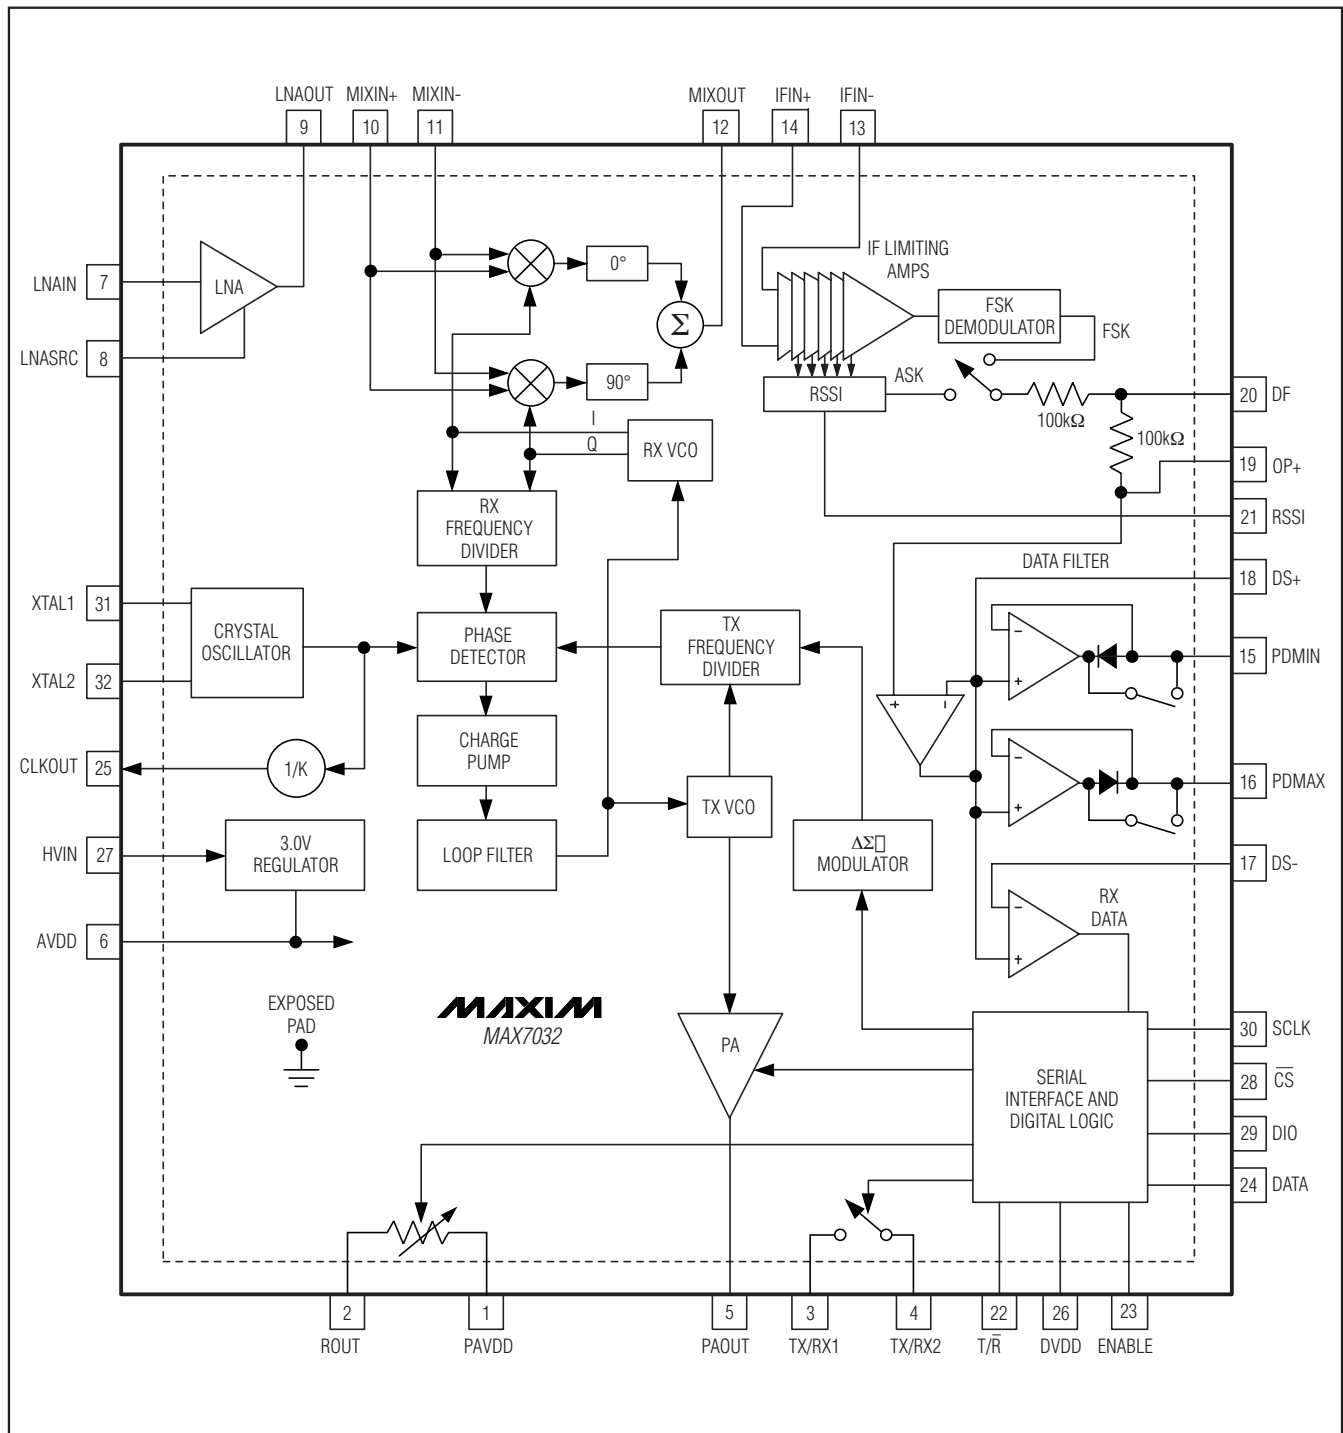 LNAOUT MIXIN+ MIXIN- MIXOUT IFIN+ IFIN-
9 10 11 12 14 13
LNAIN 7
LNA
LNASRC 8
0°
Σ
90°
IF LIMITING
AMPS
FSK
DEMODULATOR
FSK
RSSI
ASK
100kΩ
100kΩ
20 DF
19 OP+
21 RSSI
I
Q
RX VCO
RX
FREQUENCY
DIVIDER
DATA FILTER
18 DS+
XTAL1 31
XTAL2 32
CRYSTAL
OSCILLATOR
PHASE
DETECTOR
TX
FREQUENCY
DIVIDER
+ -
- +
15 PDMIN
CLKOUT 25
1/K
CHARGE
PUMP
TX VCO
- +
16 PDMAX
HVIN 27
3.0V
REGULATOR
LOOP FILTER
ΔΣ▯
MODULATOR
17 DS-
AVDD 6
- +
RX
DATA
EXPOSED
PAD
MAXIM
MAX7032
PA
SERIAL
INTERFACE AND
DIGITAL LOGIC
30 SCLK
28 C̅S̅
29 DIO
24 DATA
2 1 5 3 4 22 26 23
ROUT PAVDD PAOUT TX/RX1 TX/RX2 T/R̅ DVDD ENABLE